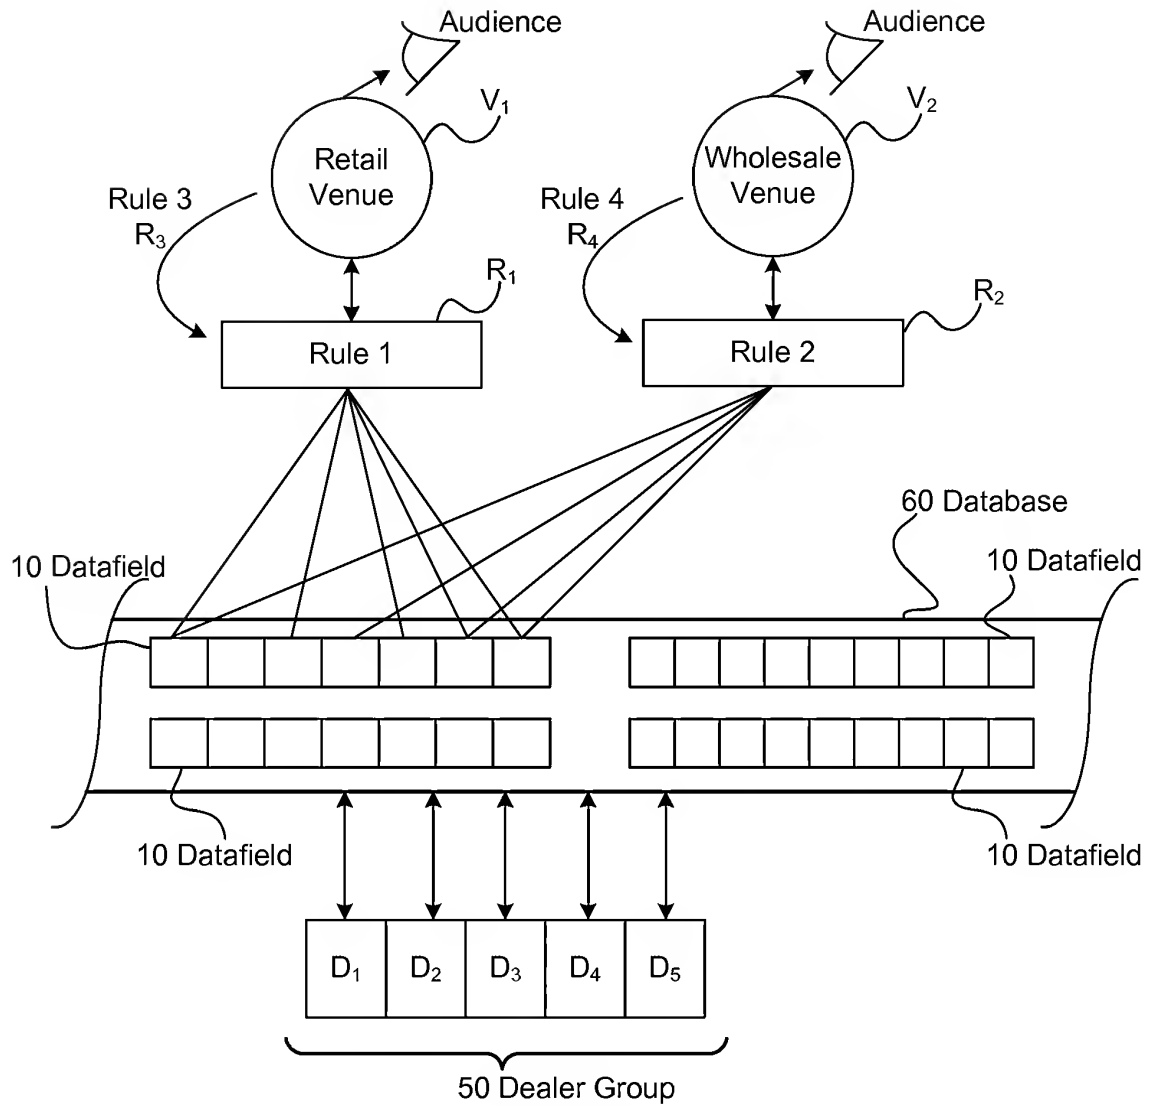 Audience
Audience
V1
V2
Retail
Venue
Wholesale
Venue
Rule 3
R3
Rule 4
R4
R1
R2
Rule 1
Rule 2
60 Database
10 Datafield
10 Datafield
10 Datafield
10 Datafield
D1
D2
D3
D4
D5
50 Dealer Group